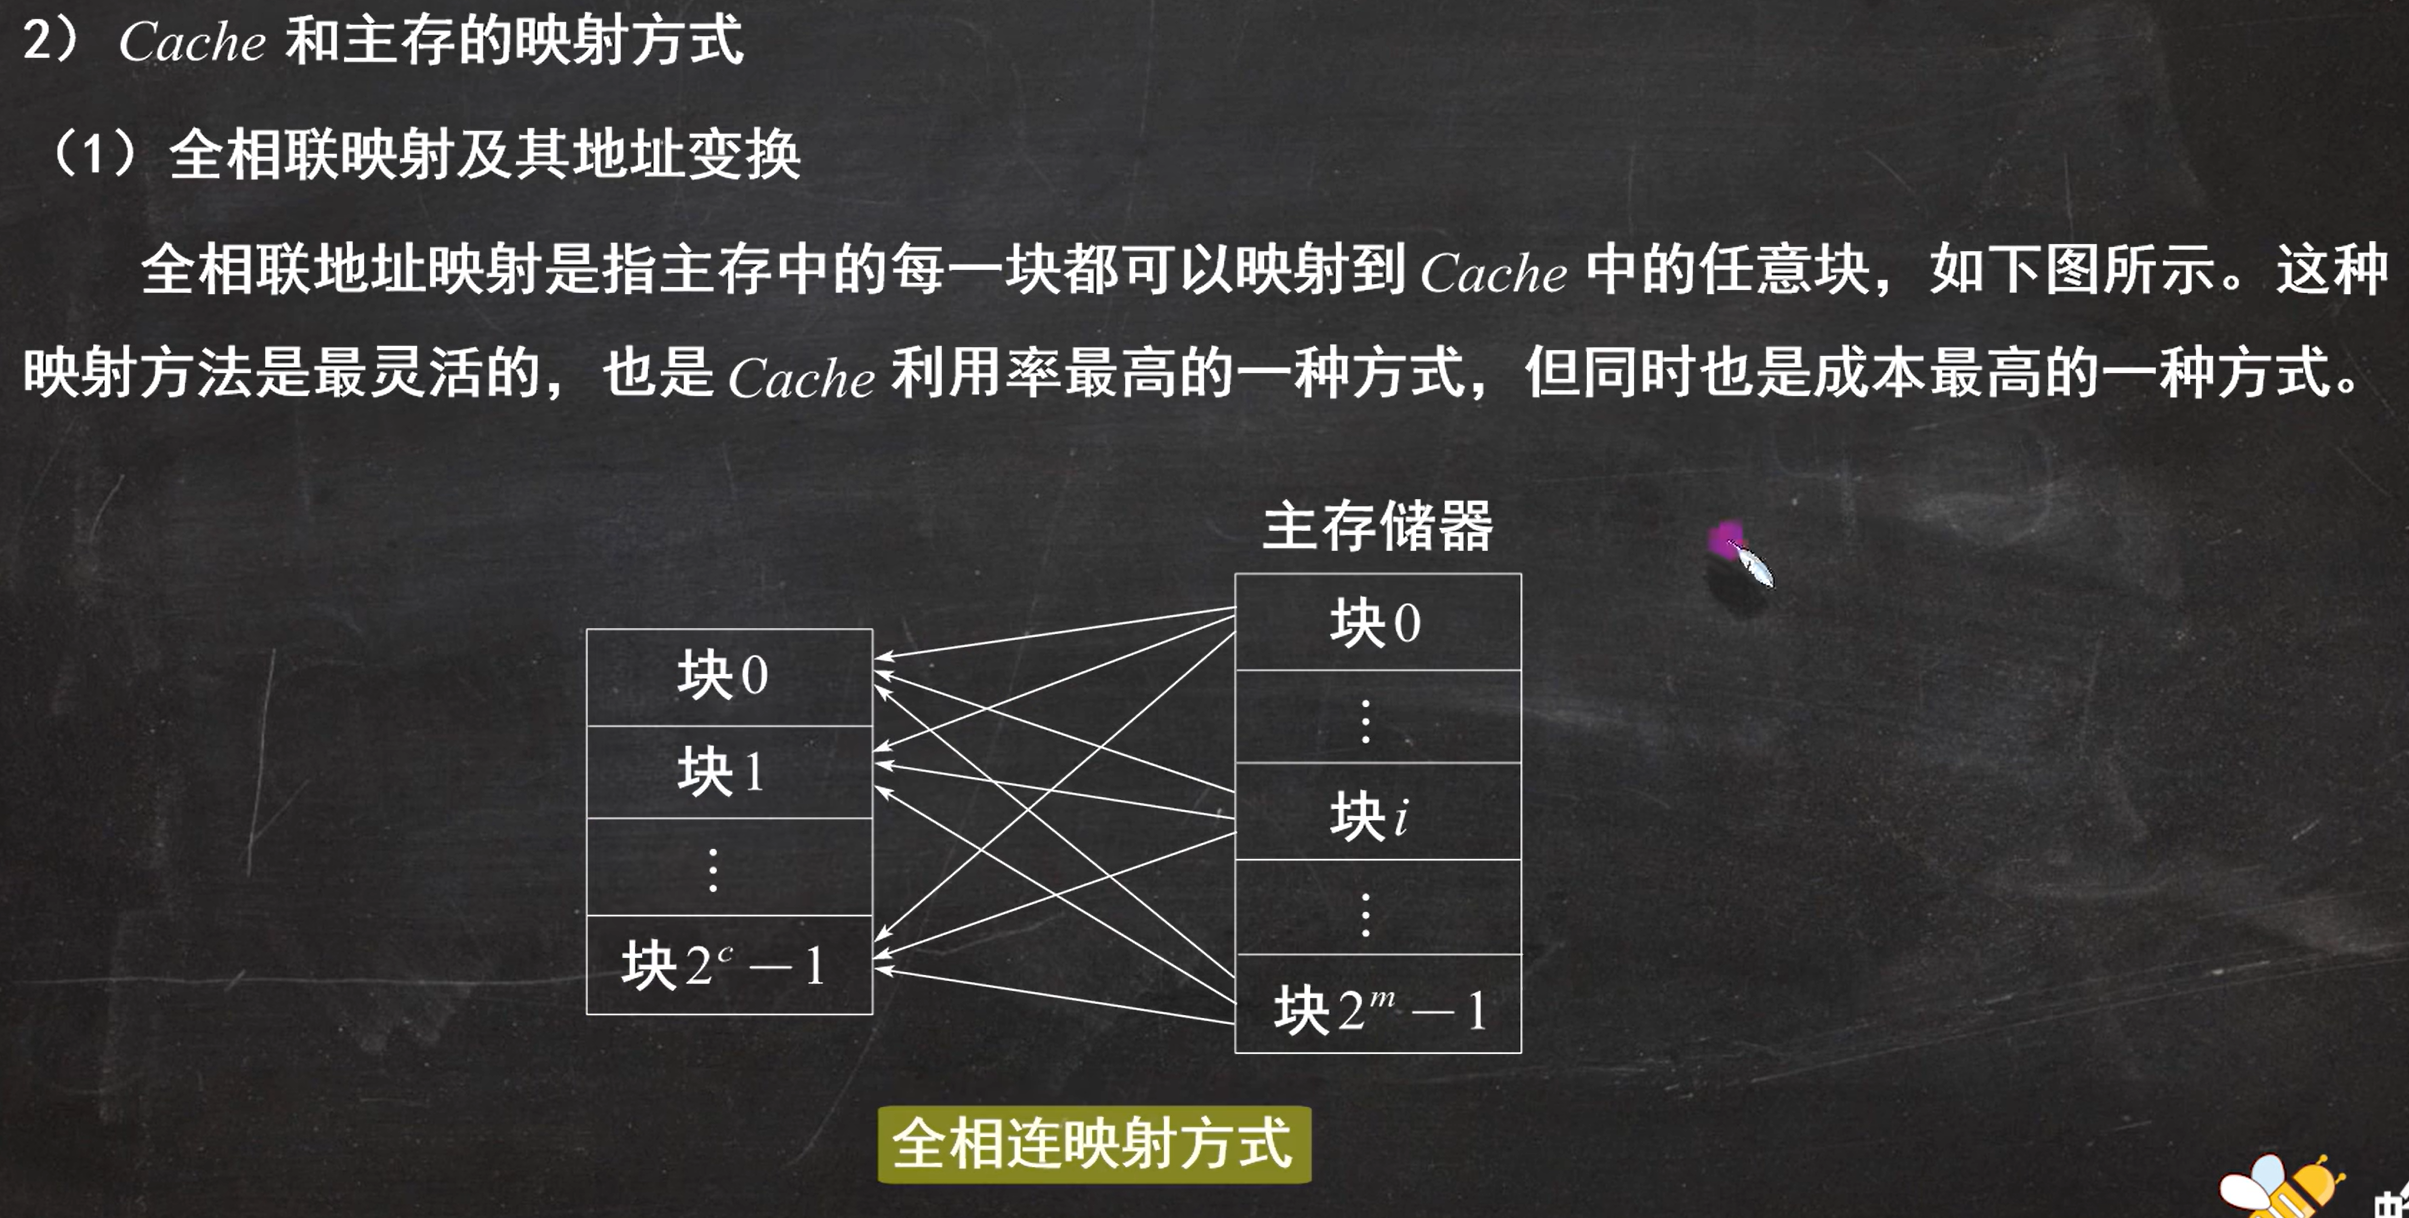 2）Cache 和主存的映射方式
（1）全相联映射及其地址变换
全相联地址映射是指主存中的每一块都可以映射到 Cache 中的任意块，如下图所示。这种
映射方法是最灵活的，也是 Cache 利用率最高的一种方式，但同时也是成本最高的一种方式。
主存储器
块0
块1
⋮
块2ᶜ－1
块0
⋮
块i
⋮
块2ᵐ－1
全相连映射方式